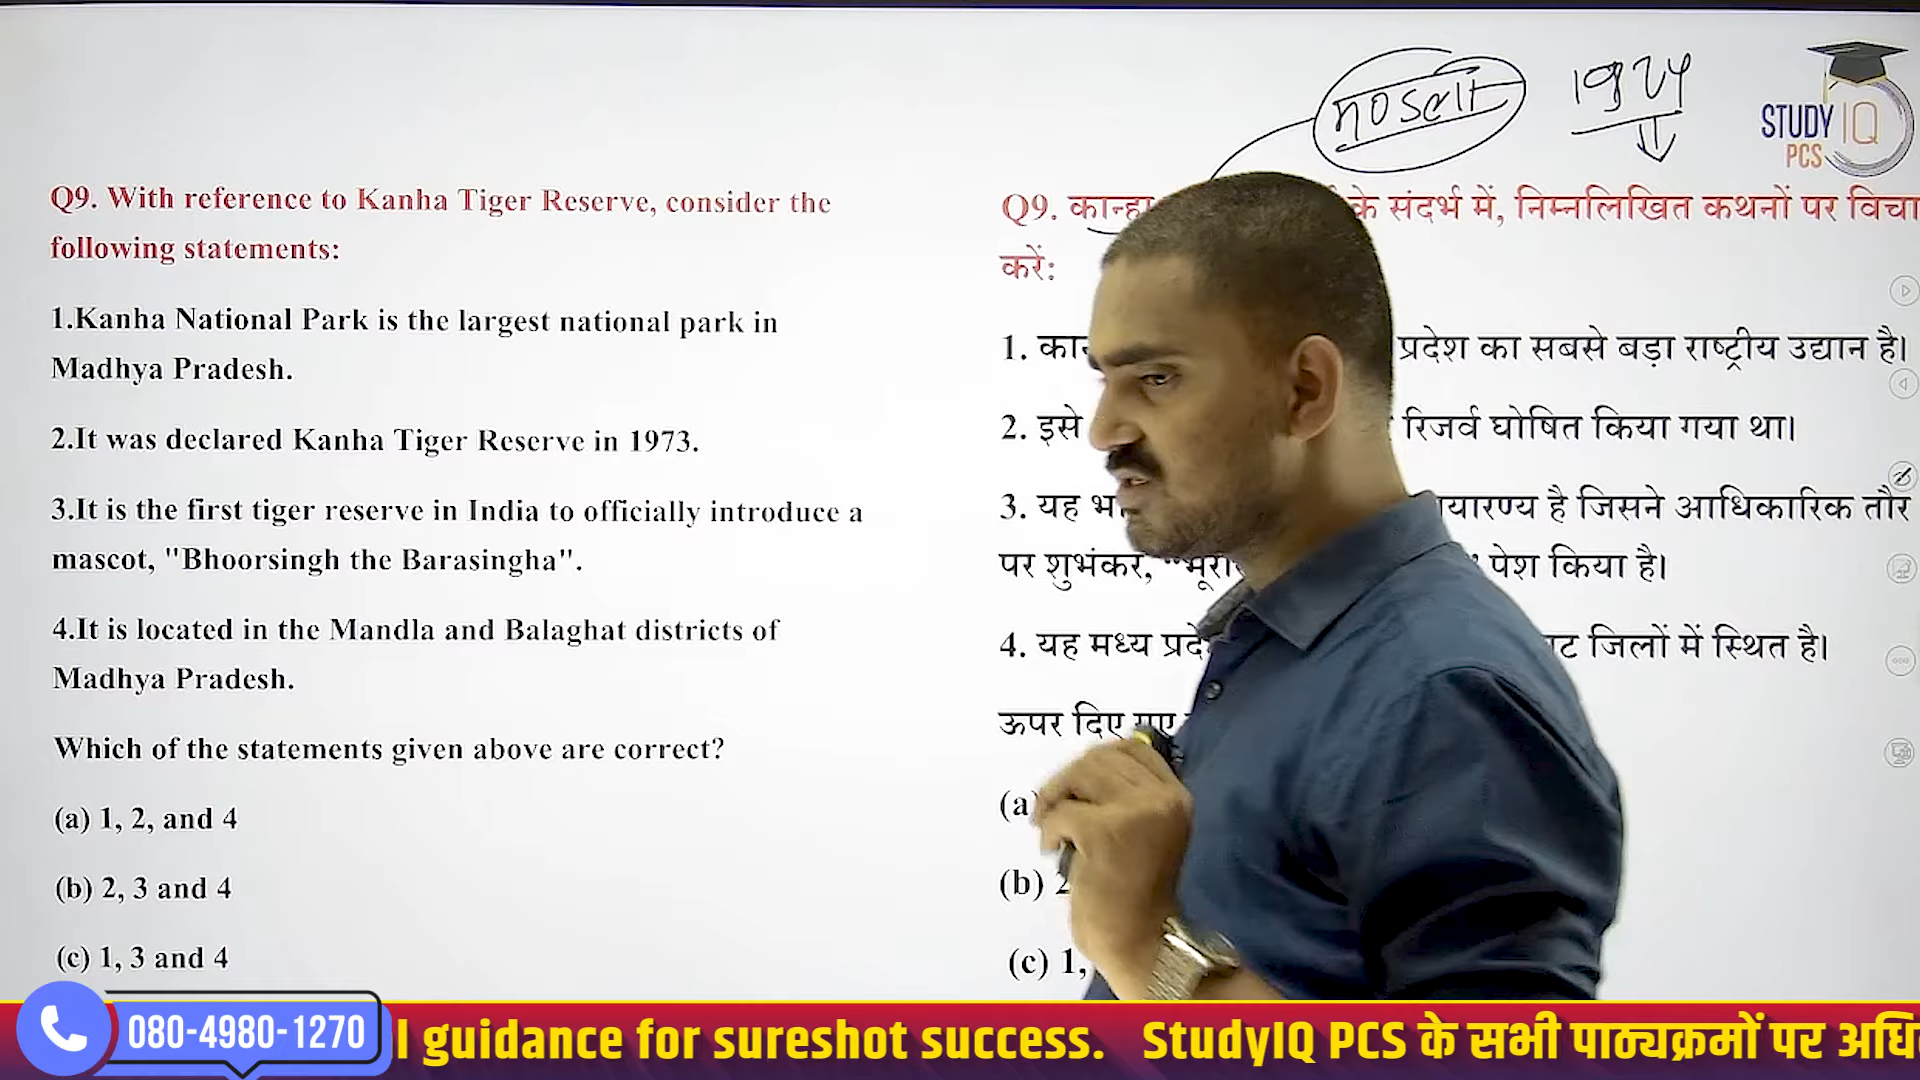 1924
STUDY IQ
PCS
Q9. With reference to Kanha Tiger Reserve, consider the
following statements:
1.Kanha National Park is the largest national park in
Madhya Pradesh.
2.It was declared Kanha Tiger Reserve in 1973.
3.It is the first tiger reserve in India to officially introduce a
mascot, "Bhoorsingh the Barasingha".
4.It is located in the Mandla and Balaghat districts of
Madhya Pradesh.
Which of the statements given above are correct?
(a) 1, 2, and 4
(b) 2, 3 and 4
(c) 1, 3 and 4
Q9. कान्हा के संदर्भ में, निम्नलिखित कथनों पर
करें:
1. प्रदेश का सबसे बड़ा राष्ट्रीय उद्यान है।
2. इसे रिजर्व घोषित किया गया था।
3. यह है जिसने आधिकारिक तौर
पर शुभंकर, पेश किया है।
4. यह मध्य जिलों में स्थित है।
ऊपर दिए गए
(a)
(b) 2
(c) 1,
080-4980-1270
guidance for sureshot success. StudyIQ PCS के सभी पाठ्यक्रमों पर